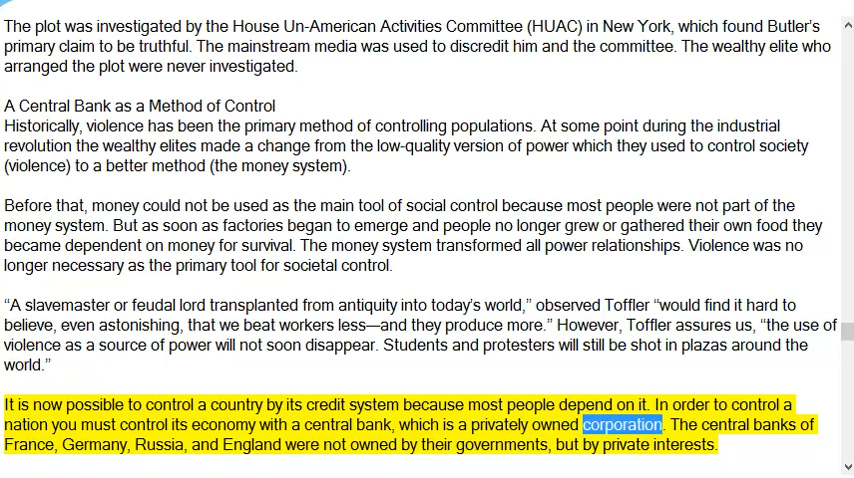 The plot was investigated by the House Un-American Activities Committee (HUAC) in New York, which found Butler's
primary claim to be truthful. The mainstream media was used to discredit him and the committee. The wealthy elite who
arranged the plot were never investigated.
A Central Bank as a Method of Control
Historically, violence has been the primary method of controlling populations. At some point during the industrial
revolution the wealthy elites made a change from the low-quality version of power which they used to control society
(violence) to a better method (the money system).
Before that, money could not be used as the main tool of social control because most people were not part of the
money system. But as soon as factories began to emerge and people no longer grew or gathered their own food they
became dependent on money for survival. The money system transformed all power relationships. Violence was no
longer necessary as the primary tool for societal control.
“A slavemaster or feudal lord transplanted from antiquity into today's world,” observed Toffler “would find it hard to
believe, even astonishing, that we beat workers less—and they produce more.” However, Toffler assures us, “the use of
violence as a source of power will not soon disappear. Students and protesters will still be shot in plazas around the
world.”
It is now possible to control a country by its credit system because most people depend on it. In order to control a
nation you must control its economy with a central bank, which is a privately owned corporation. The central banks of
France, Germany, Russia, and England were not owned by their governments, but by private interests.